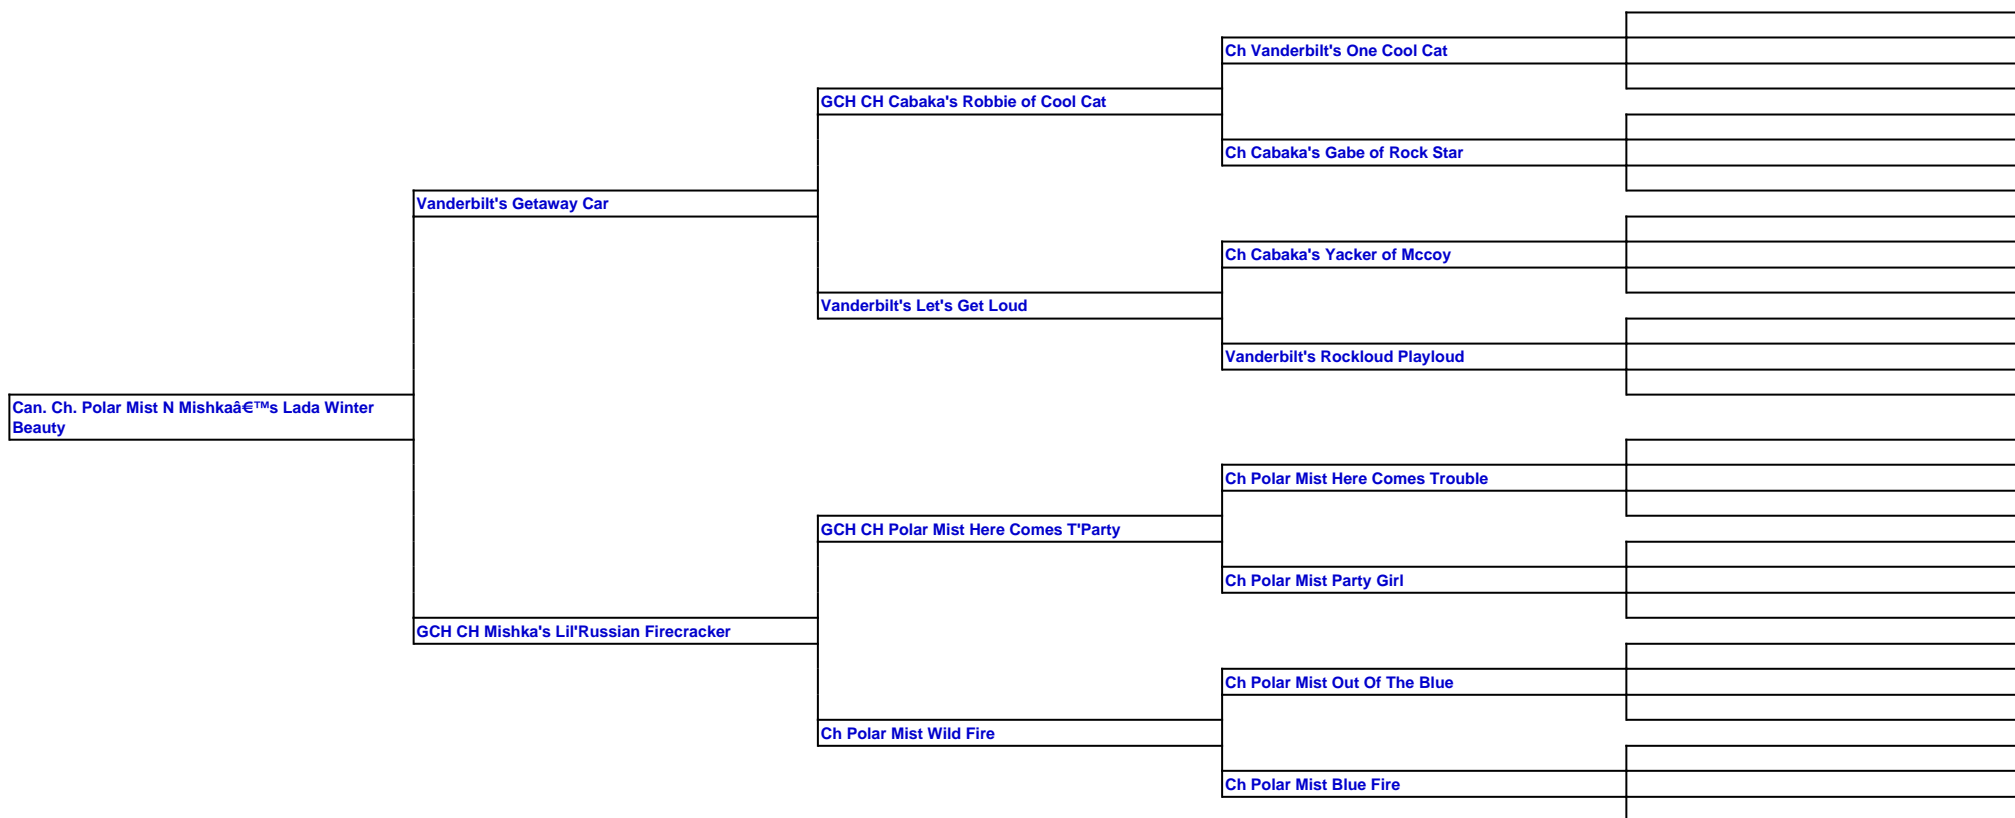 Ch Vanderbilt's One Cool Cat
GCH CH Cabaka's Robbie of Cool Cat
Ch Cabaka's Gabe of Rock Star
Vanderbilt's Getaway Car
Ch Cabaka's Yacker of Mccoy
Vanderbilt's Let's Get Loud
Vanderbilt's Rockloud Playloud
Can. Ch. Polar Mist N Mishkaâ€™s Lada Winter
Beauty
Ch Polar Mist Here Comes Trouble
GCH CH Polar Mist Here Comes T'Party
Ch Polar Mist Party Girl
GCH CH Mishka's Lil'Russian Firecracker
Ch Polar Mist Out Of The Blue
Ch Polar Mist Wild Fire
Ch Polar Mist Blue Fire